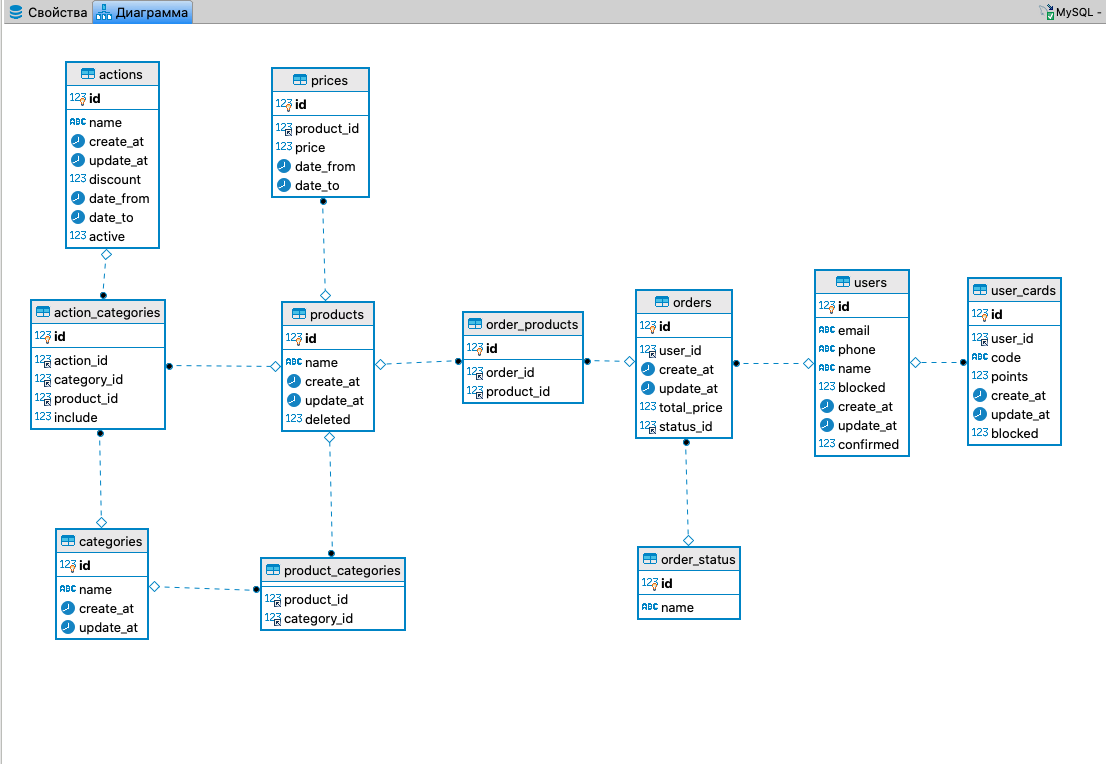 Свойства
Диаграмма
MySQL -
actions
123 id
ABC name
create_at
update_at
123 discount
date_from
date_to
123 active
prices
123 id
123 product_id
123 price
date_from
date_to
action_categories
123 id
123 action_id
123 category_id
123 product_id
123 include
products
123 id
ABC name
create_at
update_at
123 deleted
order_products
123 id
123 order_id
123 product_id
orders
123 id
123 user_id
create_at
update_at
123 total_price
123 status_id
users
123 id
ABC email
ABC phone
ABC name
123 blocked
create_at
update_at
123 confirmed
user_cards
123 id
123 user_id
ABC code
123 points
create_at
update_at
123 blocked
categories
123 id
ABC name
create_at
update_at
product_categories
123 product_id
123 category_id
order_status
123 id
ABC name